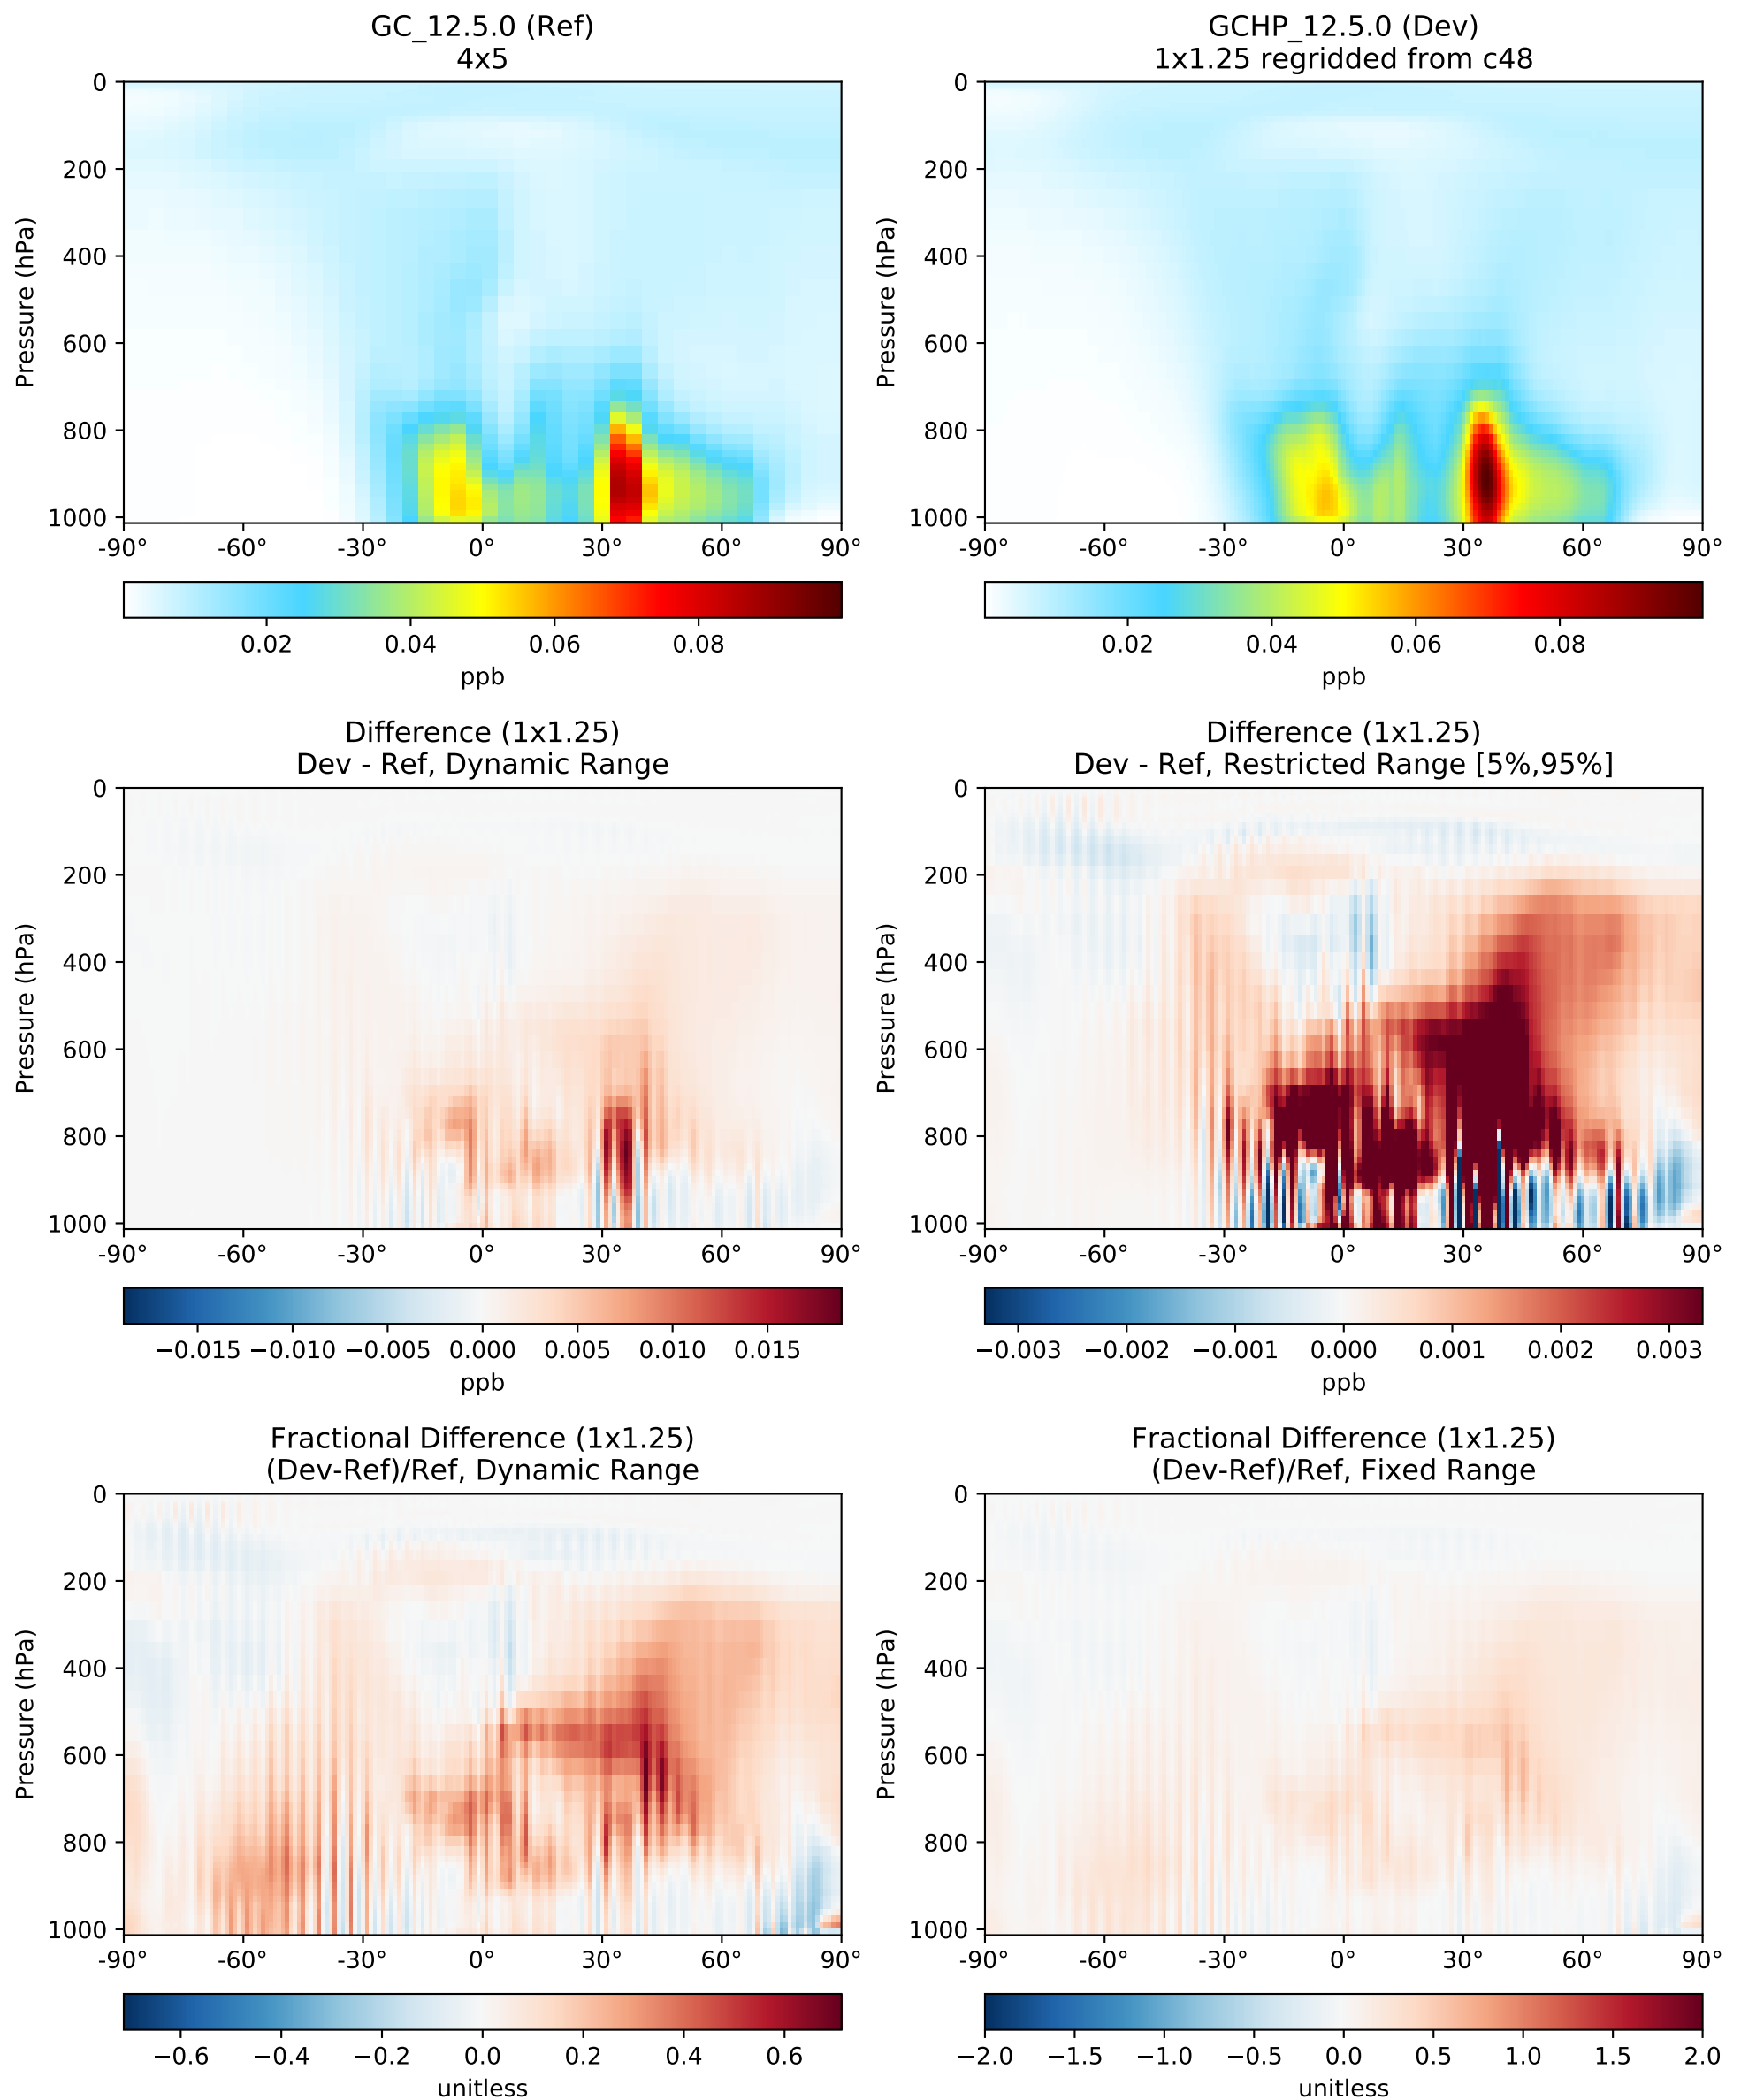 GC_12.5.0 (Ref)
4x5
GCHP_12.5.0 (Dev)
1x1.25 regridded from c48
Pressure (hPa)
0
200
400
600
800
1000
-90° -60° -30° 0° 30° 60° 90°
0.02 0.04 0.06 0.08
ppb
Pressure (hPa)
0
200
400
600
800
1000
-90° -60° -30° 0° 30° 60° 90°
0.02 0.04 0.06 0.08
ppb
Difference (1x1.25)
Dev - Ref, Dynamic Range
Pressure (hPa)
0
200
400
600
800
1000
-90° -60° -30° 0° 30° 60° 90°
−0.015 −0.010 −0.005 0.000 0.005 0.010 0.015
ppb
Difference (1x1.25)
Dev - Ref, Restricted Range [5%,95%]
Pressure (hPa)
0
200
400
600
800
1000
-90° -60° -30° 0° 30° 60° 90°
−0.003 −0.002 −0.001 0.000 0.001 0.002 0.003
ppb
Fractional Difference (1x1.25)
(Dev-Ref)/Ref, Dynamic Range
Pressure (hPa)
0
200
400
600
800
1000
-90° -60° -30° 0° 30° 60° 90°
−0.6 −0.4 −0.2 0.0 0.2 0.4 0.6
unitless
Fractional Difference (1x1.25)
(Dev-Ref)/Ref, Fixed Range
Pressure (hPa)
0
200
400
600
800
1000
-90° -60° -30° 0° 30° 60° 90°
−2.0 −1.5 −1.0 −0.5 0.0 0.5 1.0 1.5 2.0
unitless